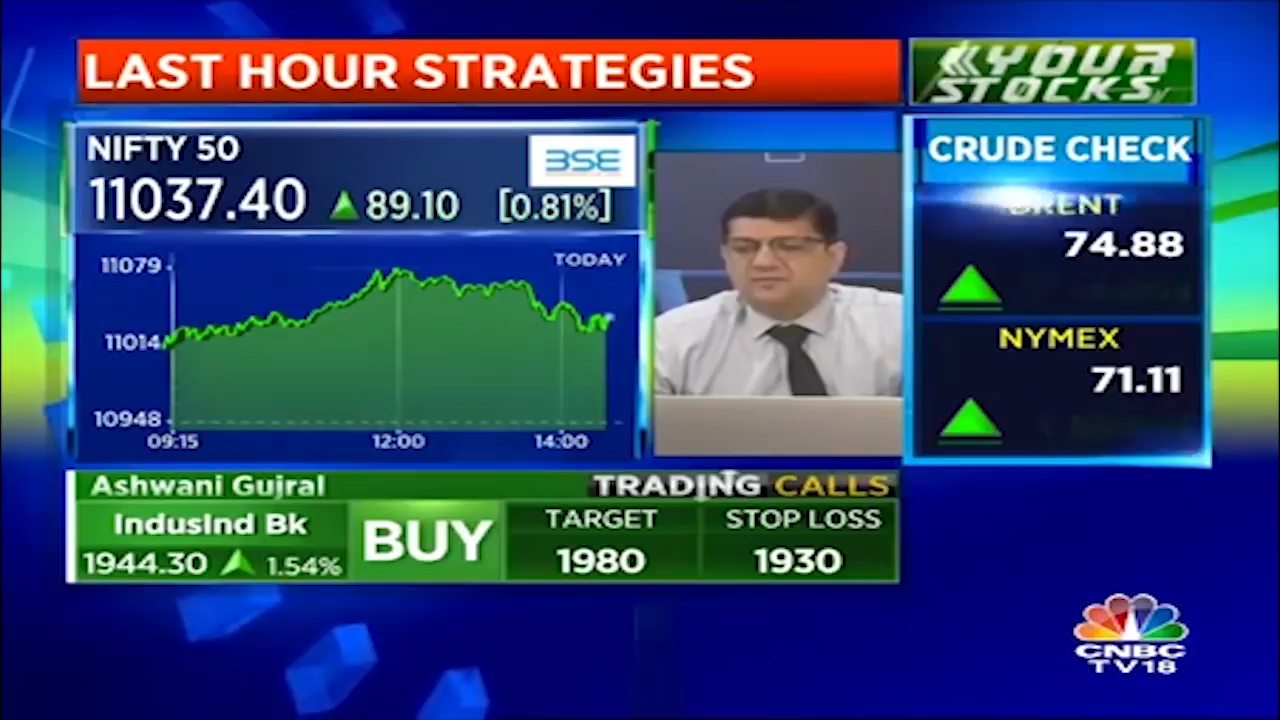 LAST HOUR STRATEGIES
YOUR
STOCKS
NIFTY 50
BSE
11037.40 ▲ 89.10 [0.81%]
TODAY
11079
11014
10948
09:15 12:00 14:00
CRUDE CHECK
BRENT
74.88
NYMEX
71.11
Ashwani Gujral
TRADING CALLS
IndusInd Bk
1944.30 ▲ 1.54%
BUY
TARGET
1980
STOP LOSS
1930
CNBC
TV18